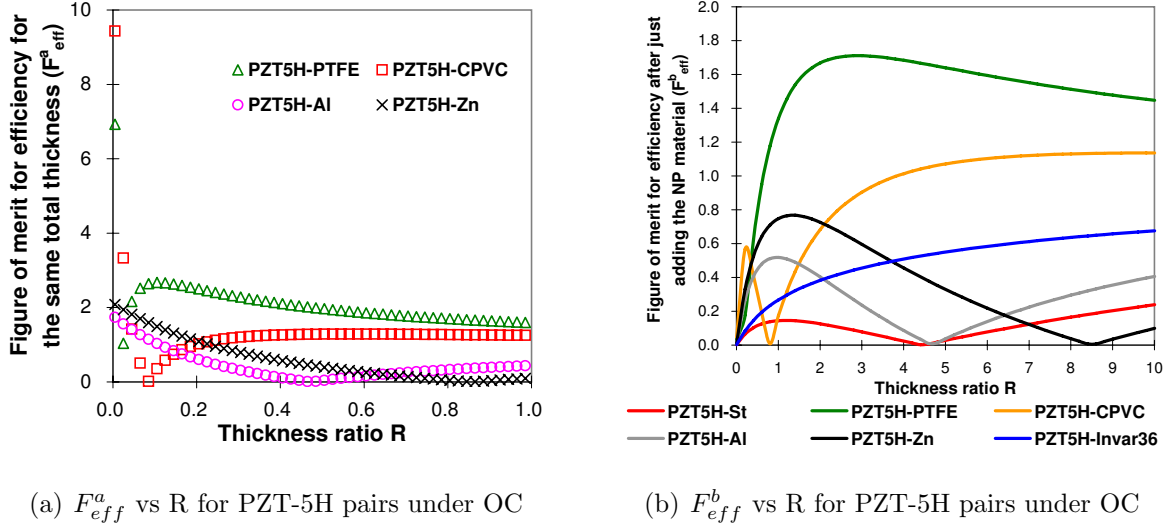 Figure of merit for efficiency for
the same total thickness (F^a_eff)
10
8
6
4
2
0
PZT5H-PTFE
PZT5H-CPVC
PZT5H-Al
PZT5H-Zn
0.0 0.2 0.4 0.6 0.8 1.0
Thickness ratio R
(a) F^a_eff vs R for PZT-5H pairs under OC
Figure of merit for efficiency after just
adding the NP material (F^b_eff)
2.0
1.8
1.6
1.4
1.2
1.0
0.8
0.6
0.4
0.2
0.0
0 1 2 3 4 5 6 7 8 9 10
Thickness ratio R
PZT5H-St PZT5H-PTFE PZT5H-CPVC
PZT5H-Al PZT5H-Zn PZT5H-Invar36
(b) F^b_eff vs R for PZT-5H pairs under OC